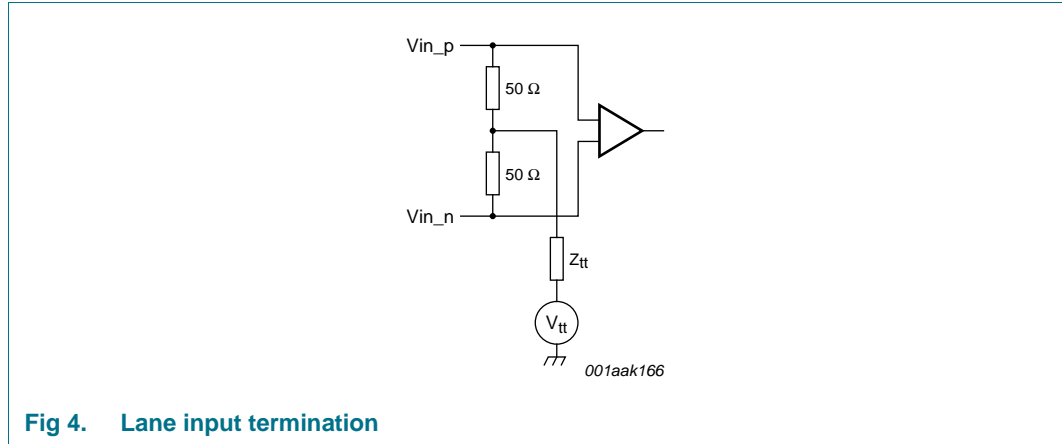 Vin_p
50 Ω
50 Ω
Vin_n
Ztt
Vtt
001aak166
Fig 4. Lane input termination